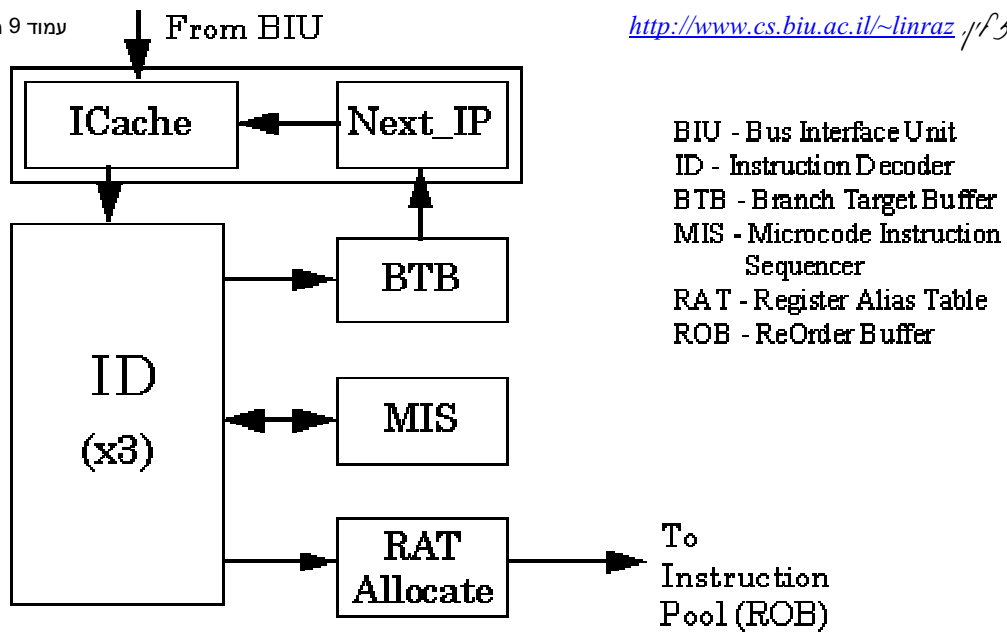 עמוד 9
http://www.cs.biu.ac.il/~linraz
From BIU
ICache
Next_IP
BTB
ID
(x3)
MIS
RAT
Allocate
To
Instruction
Pool (ROB)
BIU - Bus Interface Unit
ID - Instruction Decoder
BTB - Branch Target Buffer
MIS - Microcode Instruction
Sequencer
RAT - Register Alias Table
ROB - ReOrder Buffer